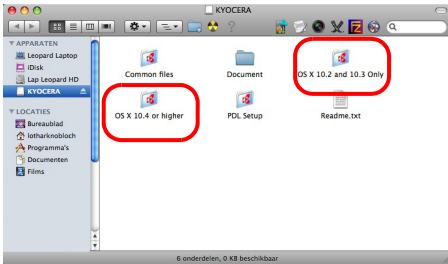 KYOCERA
APPARATEN
Leopard Laptop
iDisk
Lap Leopard HD
KYOCERA
LOCATIES
Bureaublad
lotharknobloch
Programma's
Documenten
Films
Common files
Document
OS X 10.2 and 10.3 Only
OS X 10.4 or higher
PDL Setup
Readme.txt
6 onderdelen, 0 KB beschikbaar